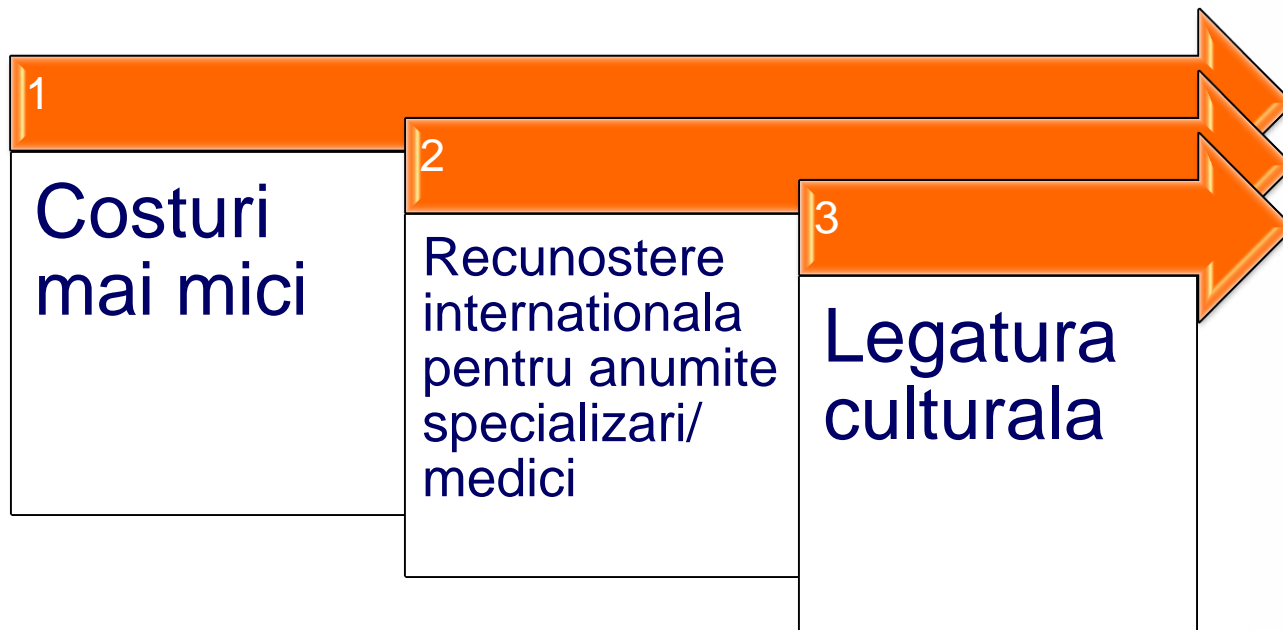 1
Costuri
mai mici
2
Recunostere
internationala
pentru anumite
specializari/
medici
3
Legatura
culturala